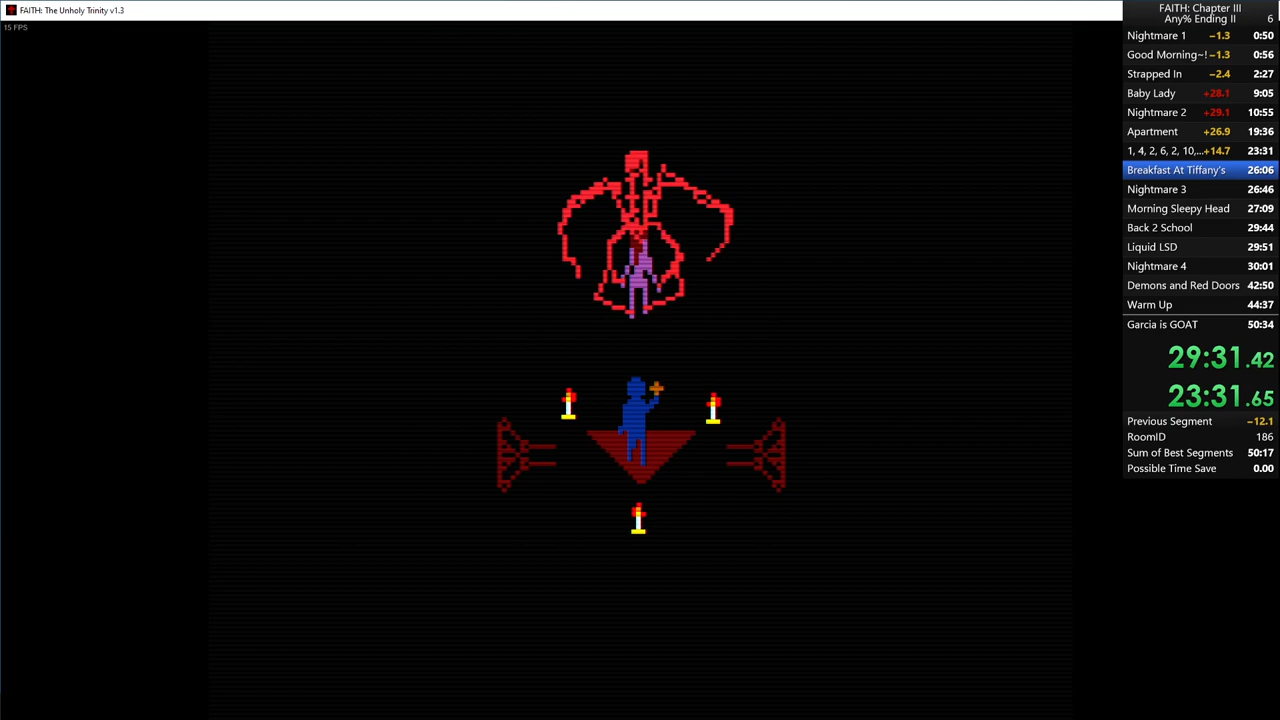 FAITH: The Unholy Trinity v1.3
15 FPS
FAITH: Chapter III
Any% Ending II 6
Nightmare 1 −1.3 0:50
Good Morning~! −1.3 0:56
Strapped In −2.4 2:27
Baby Lady +28.1 9:05
Nightmare 2 +29.1 10:55
Apartment +26.9 19:36
1, 4, 2, 6, 2, 10,... +14.7 23:31
Breakfast At Tiffany's 26:06
Nightmare 3 26:46
Morning Sleepy Head 27:09
Back 2 School 29:44
Liquid LSD 29:51
Nightmare 4 30:01
Demons and Red Doors 42:50
Warm Up 44:37
Garcia is GOAT 50:34
29:31.42
23:31.65
Previous Segment −12.1
RoomID 186
Sum of Best Segments 50:17
Possible Time Save 0.00